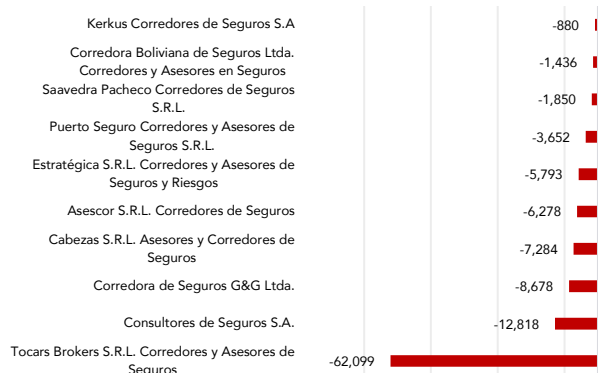 Kerkus Corredores de Seguros S.A
-880
Corredora Boliviana de Seguros Ltda.
Corredores y Asesores en Seguros
-1,436
Saavedra Pacheco Corredores de Seguros
S.R.L.
-1,850
Puerto Seguro Corredores y Asesores de
Seguros S.R.L.
-3,652
Estratégica S.R.L. Corredores y Asesores de
Seguros y Riesgos
-5,793
Asescor S.R.L. Corredores de Seguros
-6,278
Cabezas S.R.L. Asesores y Corredores de
Seguros
-7,284
Corredora de Seguros G&G Ltda.
-8,678
Consultores de Seguros S.A.
-12,818
Tocars Brokers S.R.L. Corredores y Asesores de
Seguros
-62,099